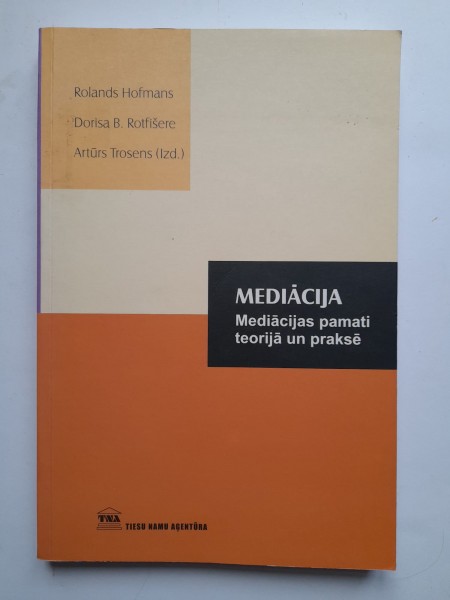 Rolands Hofmans
Dorisa B. Rotfišere
Artūrs Trosens (Izd.)
MEDIĀCIJA
Mediācijas pamati
teorijā un praksē
TNA
TIESU NAMU AĢENTŪRA